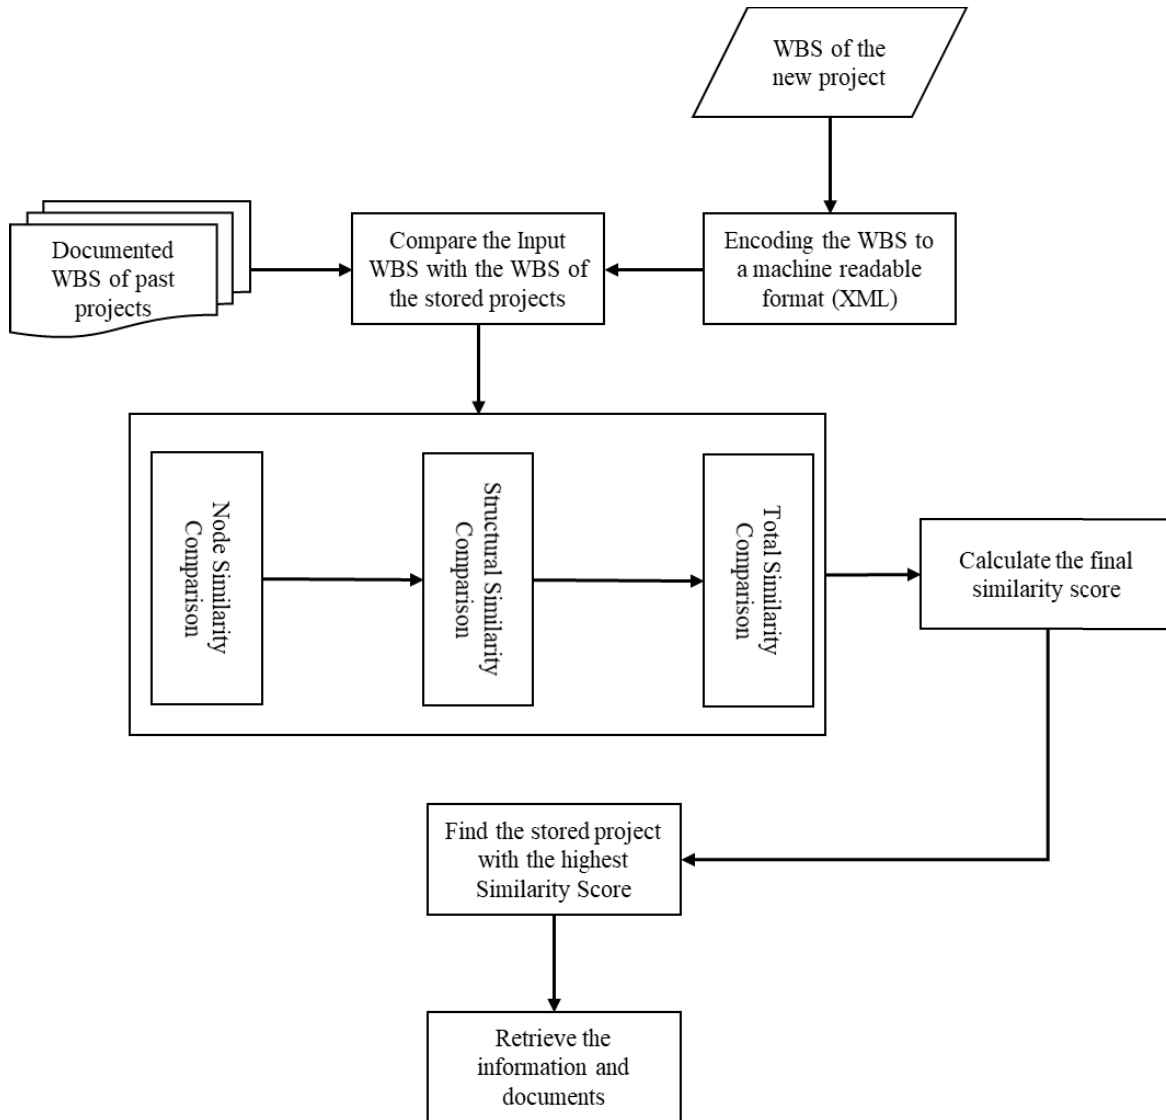 WBS of the
new project
Documented
WBS of past
projects
Compare the Input
WBS with the WBS of
the stored projects
Encoding the WBS to
a machine readable
format (XML)
Node Similarity
Comparison
Structural Similarity
Comparison
Total Similarity
Comparison
Calculate the final
similarity score
Find the stored project
with the highest
Similarity Score
Retrieve the
information and
documents